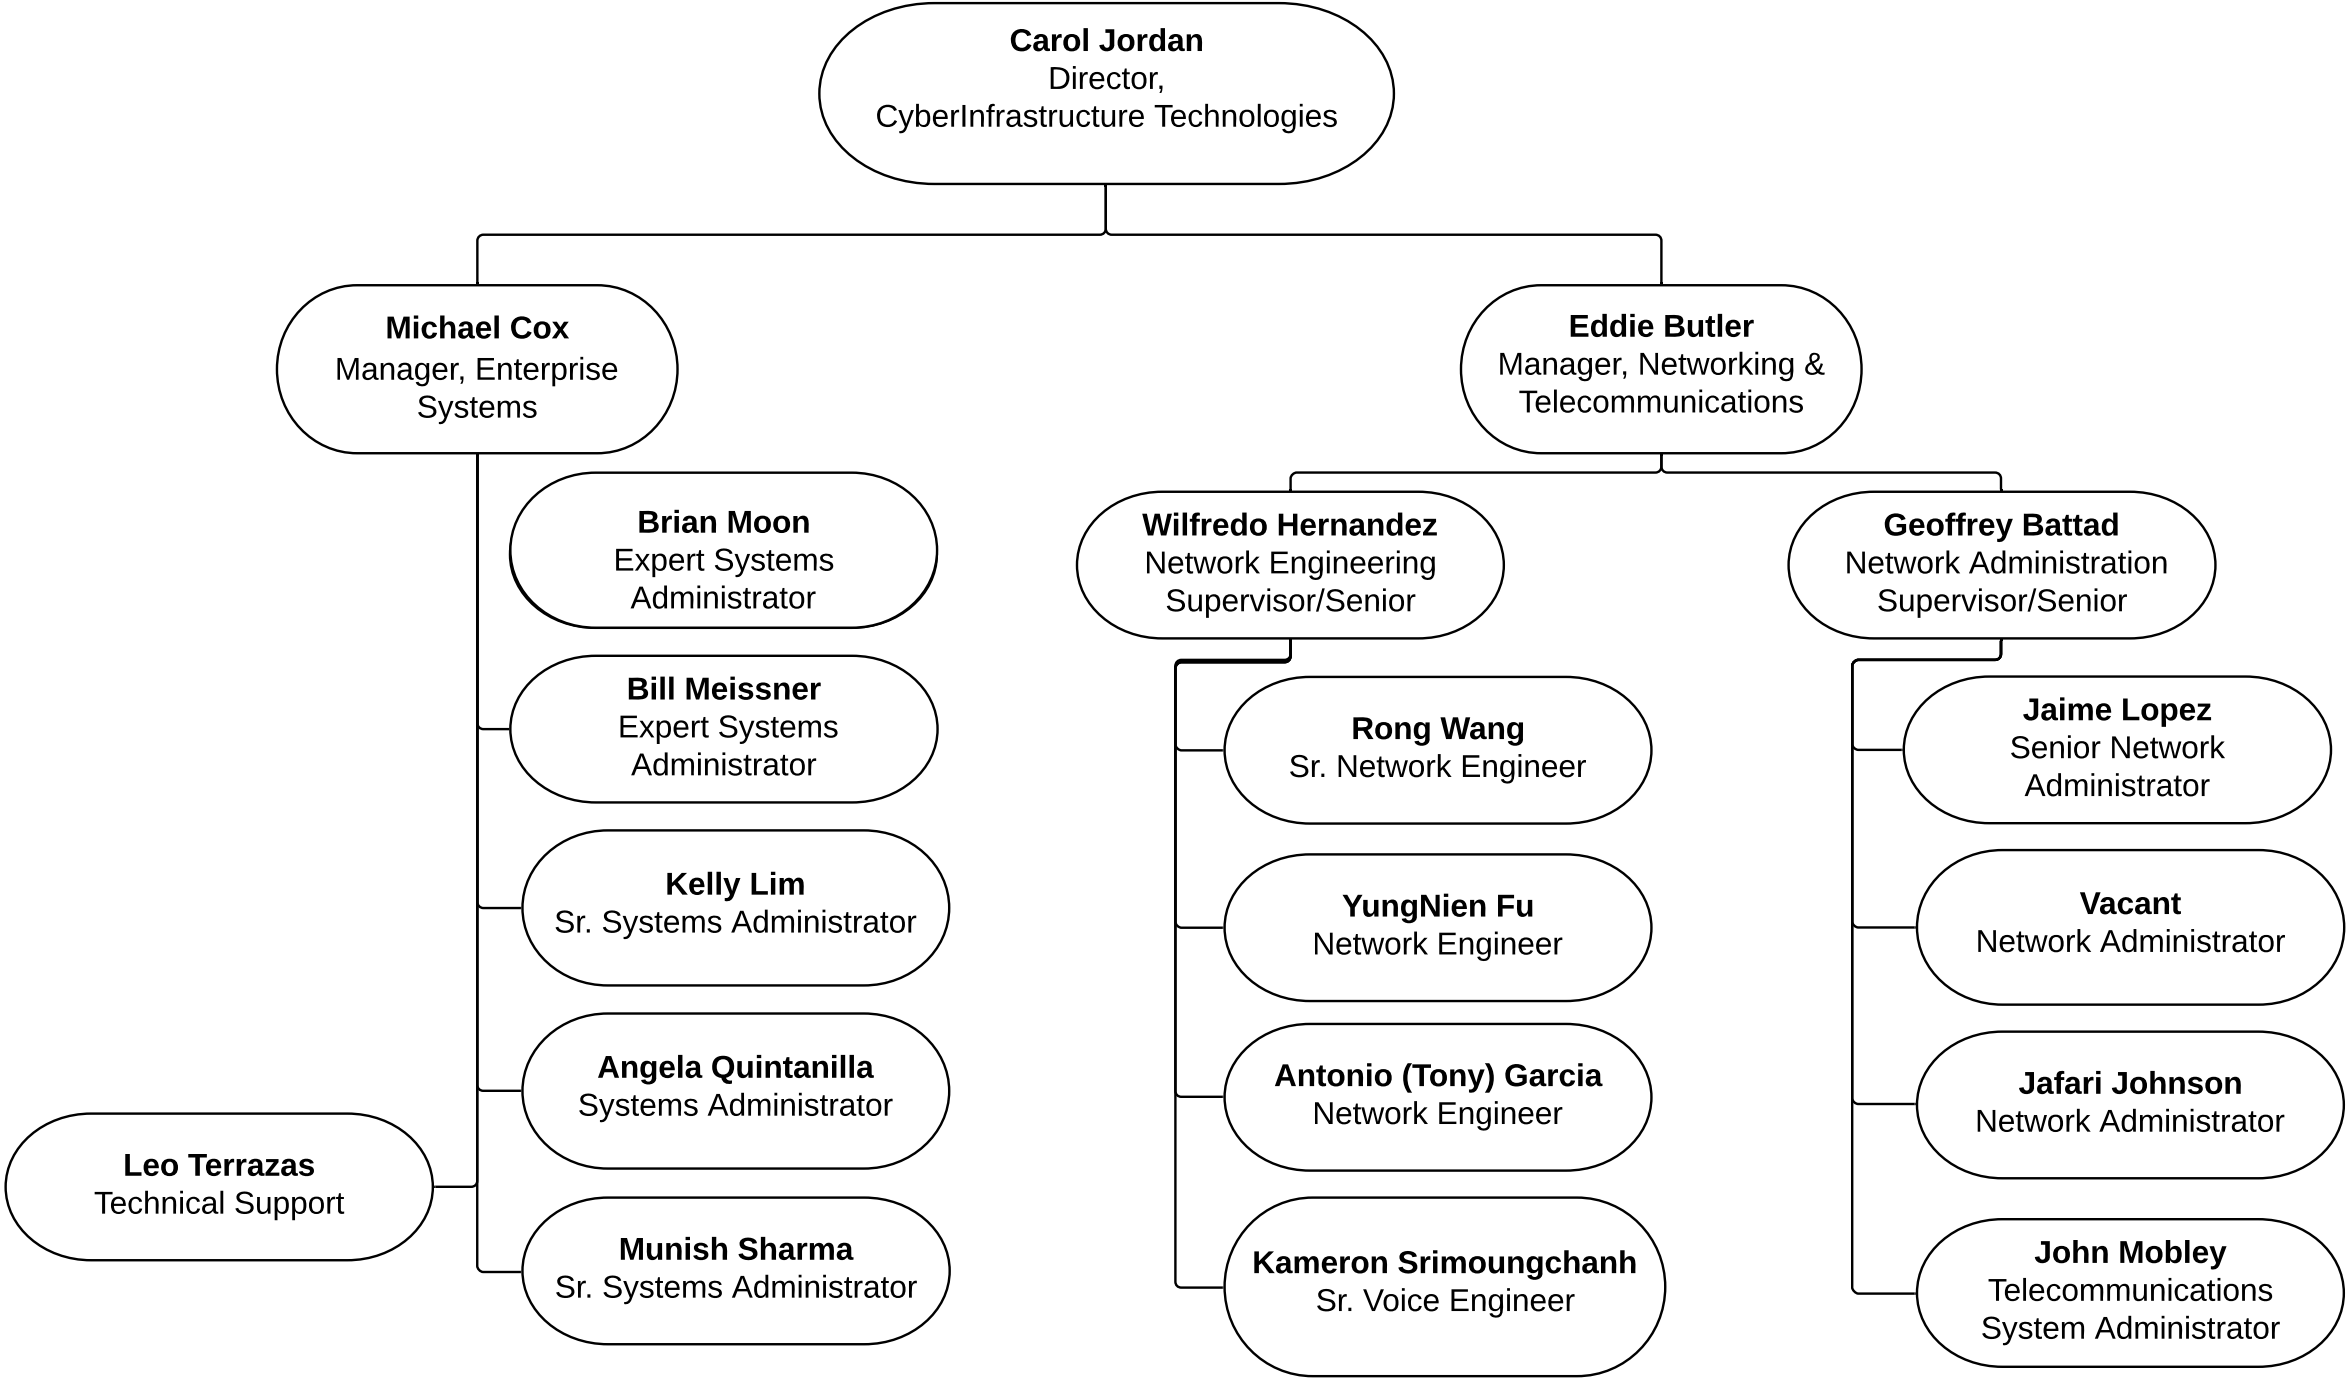 Carol Jordan
Director,
CyberInfrastructure Technologies
Michael Cox
Manager, Enterprise
Systems
Eddie Butler
Manager, Networking &
Telecommunications
Brian Moon
Expert Systems
Administrator
Bill Meissner
Expert Systems
Administrator
Kelly Lim
Sr. Systems Administrator
Angela Quintanilla
Systems Administrator
Leo Terrazas
Technical Support
Munish Sharma
Sr. Systems Administrator
Wilfredo Hernandez
Network Engineering
Supervisor/Senior
Rong Wang
Sr. Network Engineer
YungNien Fu
Network Engineer
Antonio (Tony) Garcia
Network Engineer
Kameron Srimoungchanh
Sr. Voice Engineer
Geoffrey Battad
Network Administration
Supervisor/Senior
Jaime Lopez
Senior Network
Administrator
Vacant
Network Administrator
Jafari Johnson
Network Administrator
John Mobley
Telecommunications
System Administrator